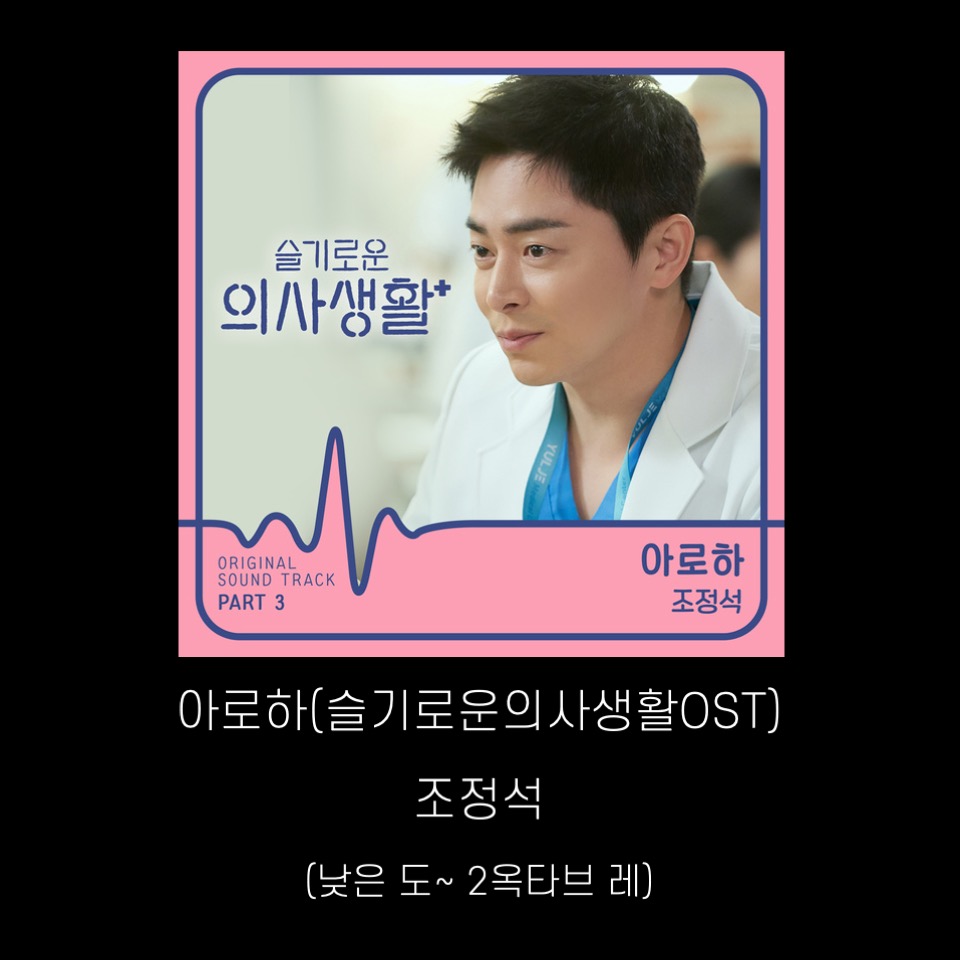 슬기로운
의사생활+
YULJE
YULJE
ORIGINAL
SOUND TRACK
PART 3
아로하
조정석
아로하(슬기로운의사생활OST)
조정석
(낮은 도~ 2옥타브 레)